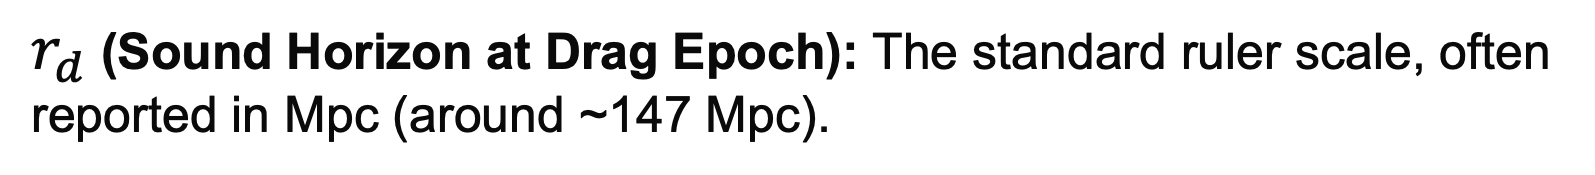 r_d (Sound Horizon at Drag Epoch): The standard ruler scale, often
reported in Mpc (around ~147 Mpc).